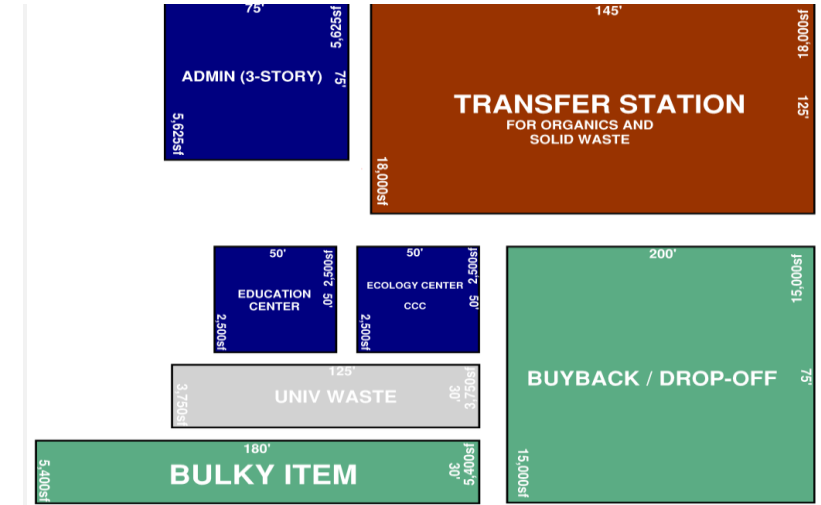 75'
5,625sf
ADMIN (3-STORY)
75'
5,625sf
145'
18,000sf
TRANSFER STATION
125'
FOR ORGANICS AND
SOLID WASTE
18,000sf
50'
2,500sf
EDUCATION
CENTER
50'
2,500sf
50'
2,500sf
ECOLOGY CENTER
CCC
50'
2,500sf
200'
15,000sf
BUYBACK / DROP-OFF
75'
15,000sf
125'
3,750sf
UNIV WASTE
30'
3,750sf
180'
5,400sf
BULKY ITEM
30'
5,400sf